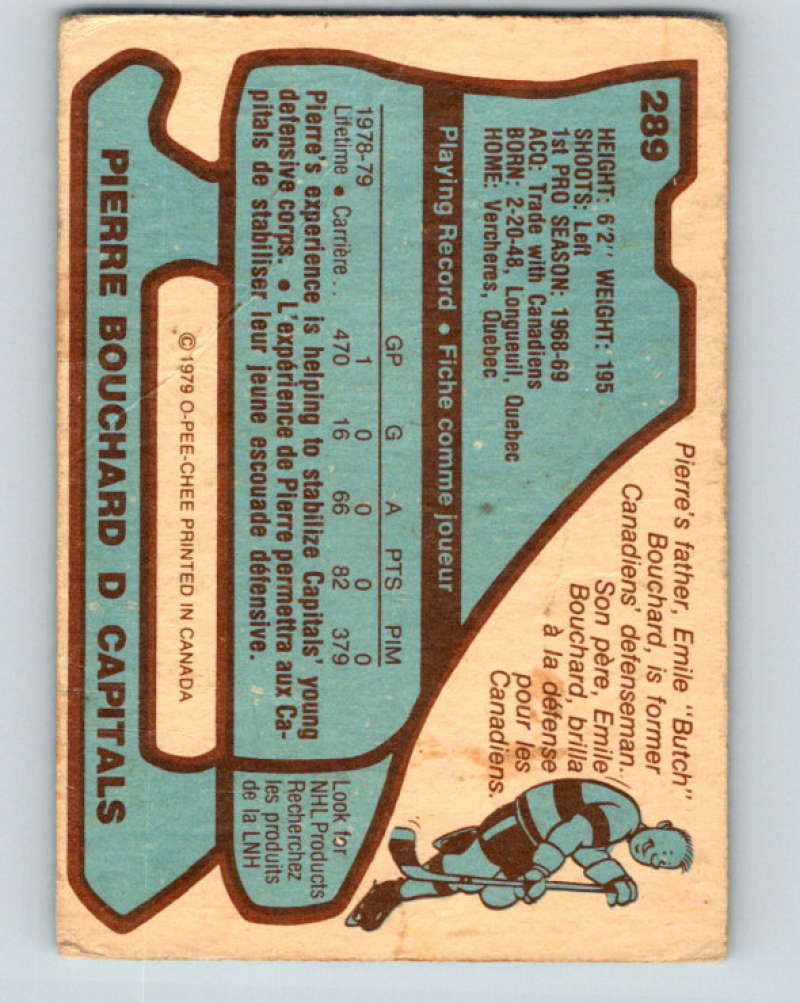 289
HEIGHT: 6'2" WEIGHT: 195
SHOOTS: Left
1st PRO SEASON: 1968-69
ACQ: Trade with Canadiens
BORN: 2-20-48, Longueuil, Quebec
HOME: Vercheres, Quebec
Pierre's father, Emile "Butch"
Bouchard, is former
Canadiens' defenseman.
Son père, Emile
Bouchard, brilla
à la défense
pour les
Canadiens.
Playing Record • Fiche comme joueur
GP G A PTS PIM
1978-79 1 0 0 0 0
Lifetime • Carrière.. 470 16 66 82 379
Pierre's experience is helping to stabilize Capitals' young
defensive corps. • L'expérience de Pierre permettra aux Ca-
pitals de stabiliser leur jeune escouade défensive.
Look for
NHL Products
Recherchez
les produits
de la LNH
© 1979 O-PEE-CHEE PRINTED IN CANADA
PIERRE BOUCHARD D CAPITALS